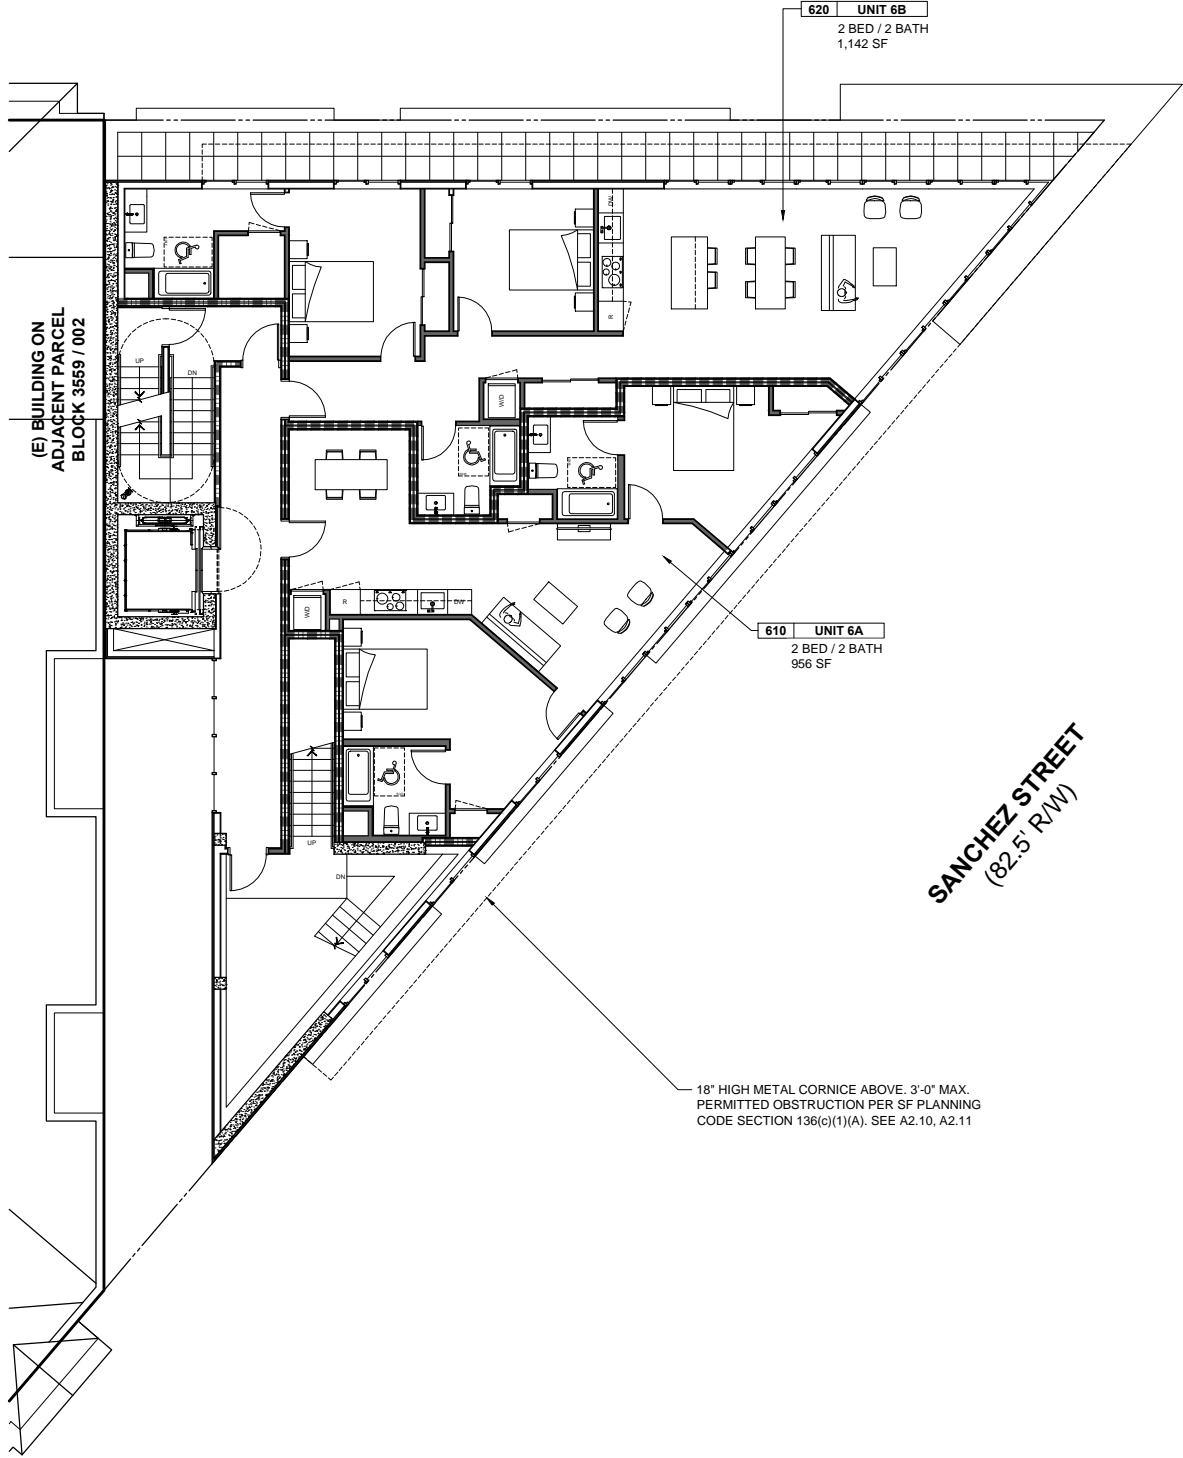 620 UNIT 6B
2 BED / 2 BATH
1,142 SF
(E) BUILDING ON
ADJACENT PARCEL
BLOCK 3559 / 002
DW
R
UP
DN
W/D
R
DW
W/D
610 UNIT 6A
2 BED / 2 BATH
956 SF
SANCHEZ STREET
(82.5' R/W)
UP
DN
18" HIGH METAL CORNICE ABOVE. 3'-0" MAX.
PERMITTED OBSTRUCTION PER SF PLANNING
CODE SECTION 136(c)(1)(A). SEE A2.10, A2.11